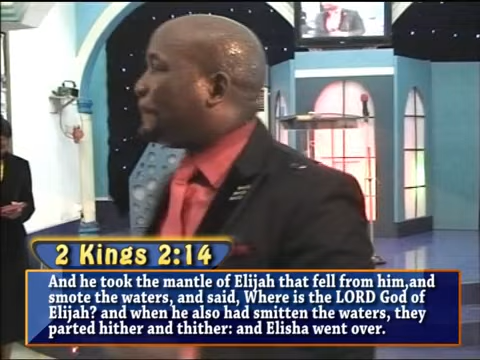 2 Kings 2:14
And he took the mantle of Elijah that fell from him,and
smote the waters, and said, Where is the LORD God of
Elijah? and when he also had smitten the waters, they
parted hither and thither: and Elisha went over.